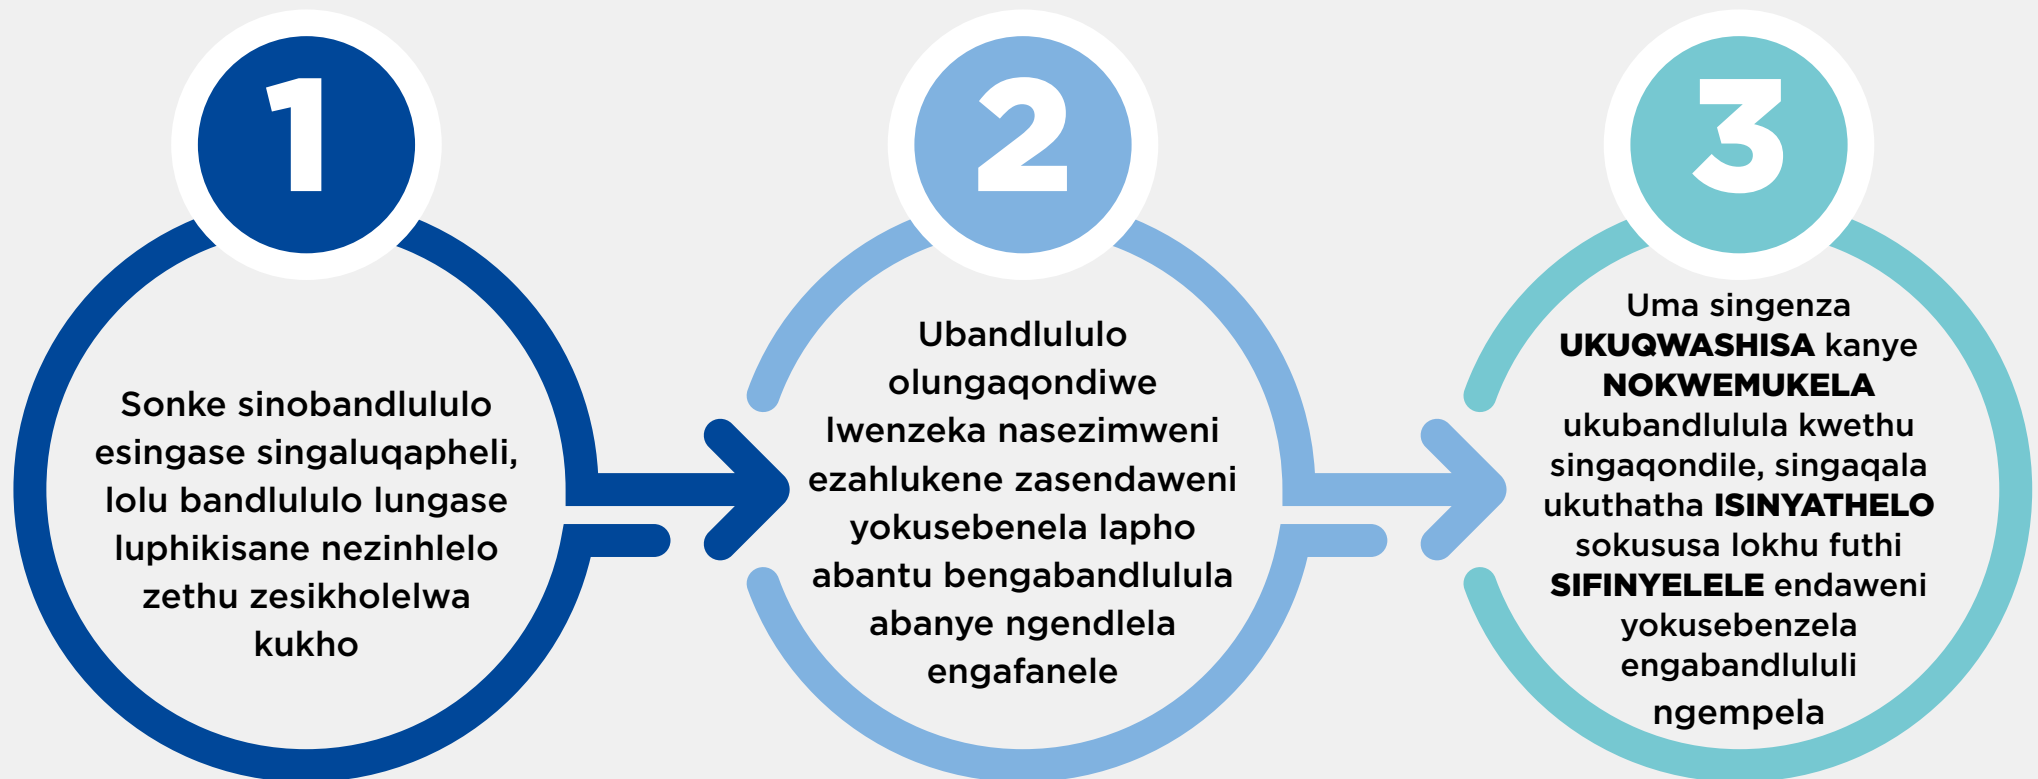 1
Sonke sinobandlululo
esingase singaluqapheli,
lolu bandlululo lungase
luphikisane nezinhlelo
zethu zesikholelwa
kukho
2
Ubandlululo
olungaqondiwe
lwenzeka nasezimweni
ezahlukene zasendaweni
yokusebenela lapho
abantu bengabandlulula
abanye ngendlela
engafanele
3
Uma singenza
UKUQWASHISA kanye
NOKWEMUKELA
ukubandlulula kwethu
singaqondile, singaqala
ukuthatha ISINYATHELO
sokususa lokhu futhi
SIFINYELELE endaweni
yokusebenzela
engabandlululi
ngempela